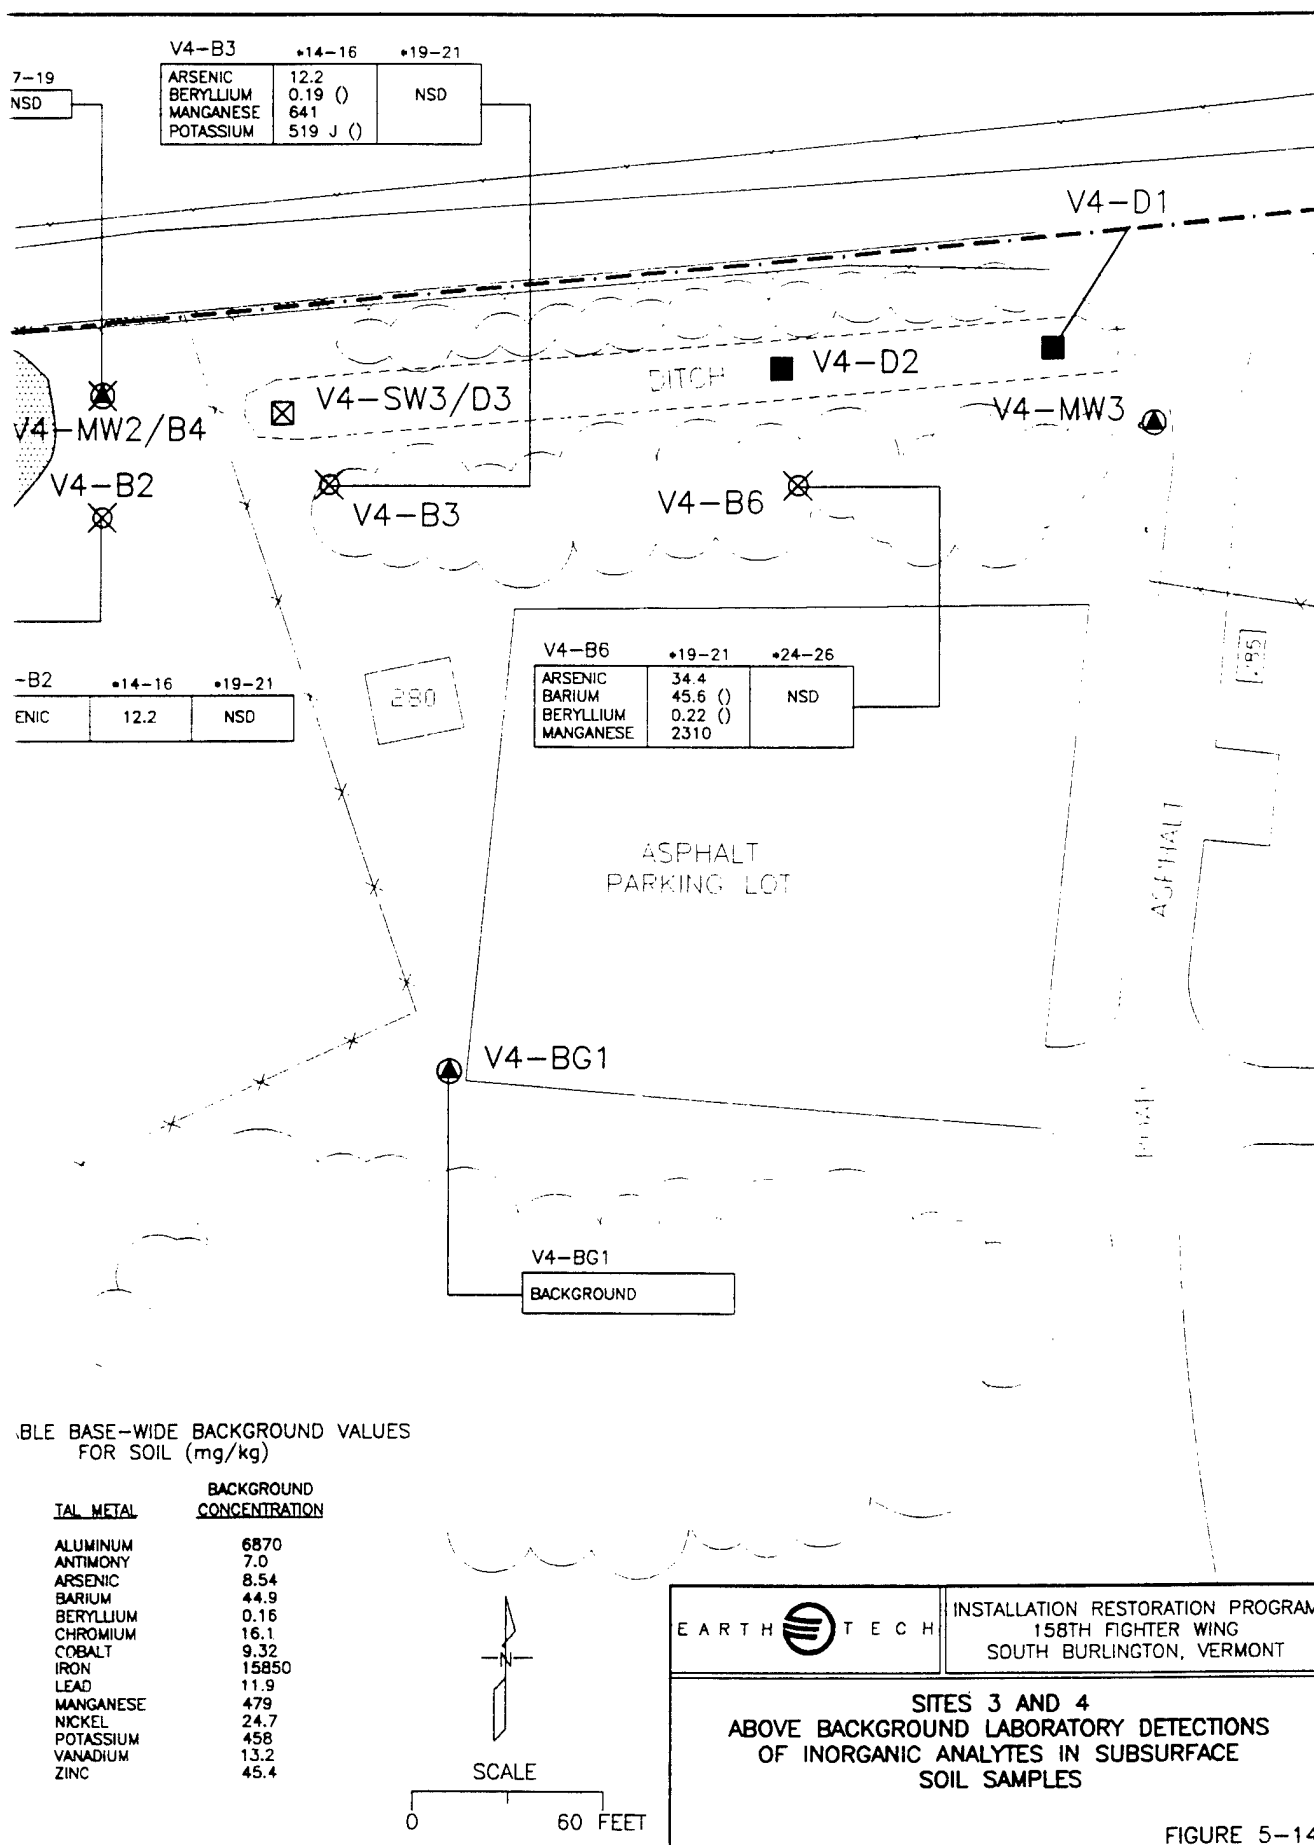 V4-B3 *14-16 *19-21
ARSENIC 12.2
BERYLLIUM 0.19 () NSD
MANGANESE 641
POTASSIUM 519 J ()
7-19
NSD
V4-D1
V4-D2
DITCH
V4-SW3/D3
V4-MW3
V4-MW2/B4
V4-B2
V4-B3
V4-B6
V4-B6 *19-21 *24-26
ARSENIC 34.4
BARIUM 45.6 () NSD
BERYLLIUM 0.22 ()
MANGANESE 2310
-B2 *14-16 *19-21
ENIC 12.2 NSD
280
ASPHALT
PARKING LOT
ASPHALT
V4-BG1
V4-BG1
BACKGROUND
BLE BASE-WIDE BACKGROUND VALUES
FOR SOIL (mg/kg)
BACKGROUND
TAL METAL CONCENTRATION
ALUMINUM 6870
ANTIMONY 7.0
ARSENIC 8.54
BARIUM 44.9
BERYLLIUM 0.16
CHROMIUM 16.1
COBALT 9.32
IRON 15850
LEAD 11.9
MANGANESE 479
NICKEL 24.7
POTASSIUM 458
VANADIUM 13.2
ZINC 45.4
N
SCALE
0 60 FEET
EARTH TECH
INSTALLATION RESTORATION PROGRAM
158TH FIGHTER WING
SOUTH BURLINGTON, VERMONT
SITES 3 AND 4
ABOVE BACKGROUND LABORATORY DETECTIONS
OF INORGANIC ANALYTES IN SUBSURFACE
SOIL SAMPLES
FIGURE 5-14